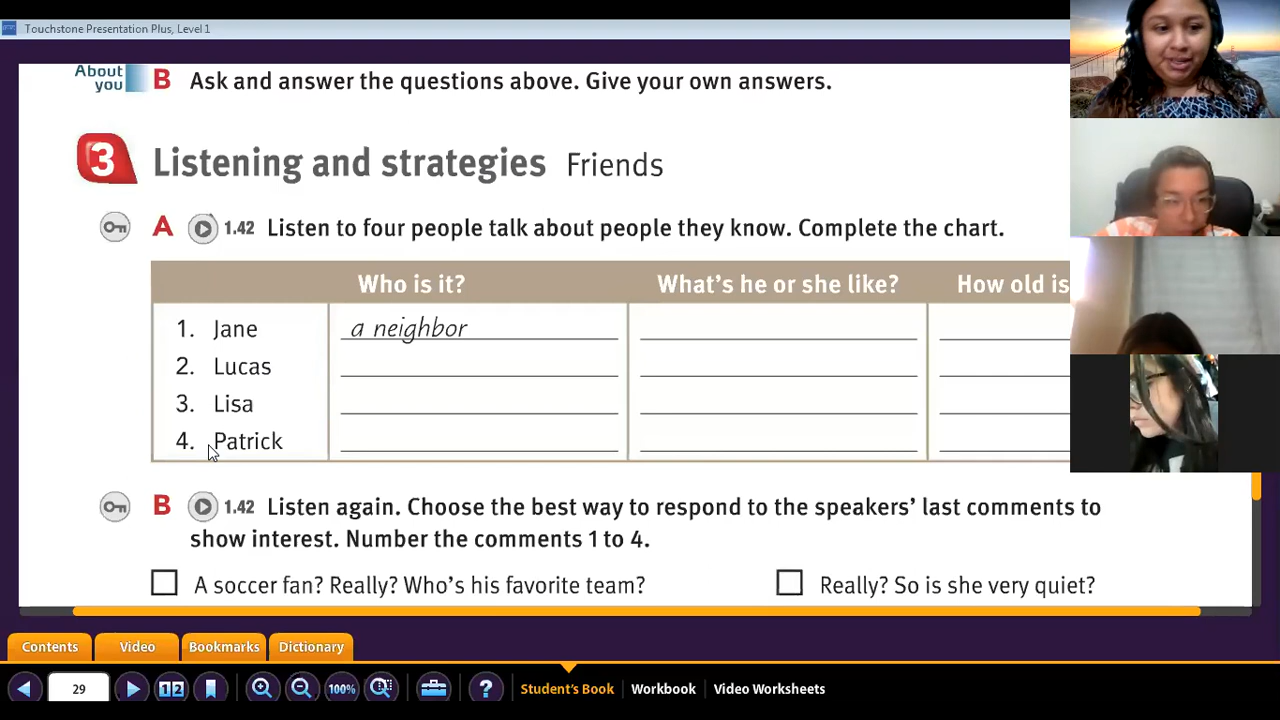 Touchstone Presentation Plus, Level 1
About you B Ask and answer the questions above. Give your own answers.
3 Listening and strategies Friends
A 1.42 Listen to four people talk about people they know. Complete the chart.
Who is it? What's he or she like? How old is
1. Jane a neighbor
2. Lucas
3. Lisa
4. Patrick
B 1.42 Listen again. Choose the best way to respond to the speakers' last comments to
show interest. Number the comments 1 to 4.
A soccer fan? Really? Who's his favorite team? Really? So is she very quiet?
Contents Video Bookmarks Dictionary
29 1 2 100% ? Student's Book Workbook Video Worksheets